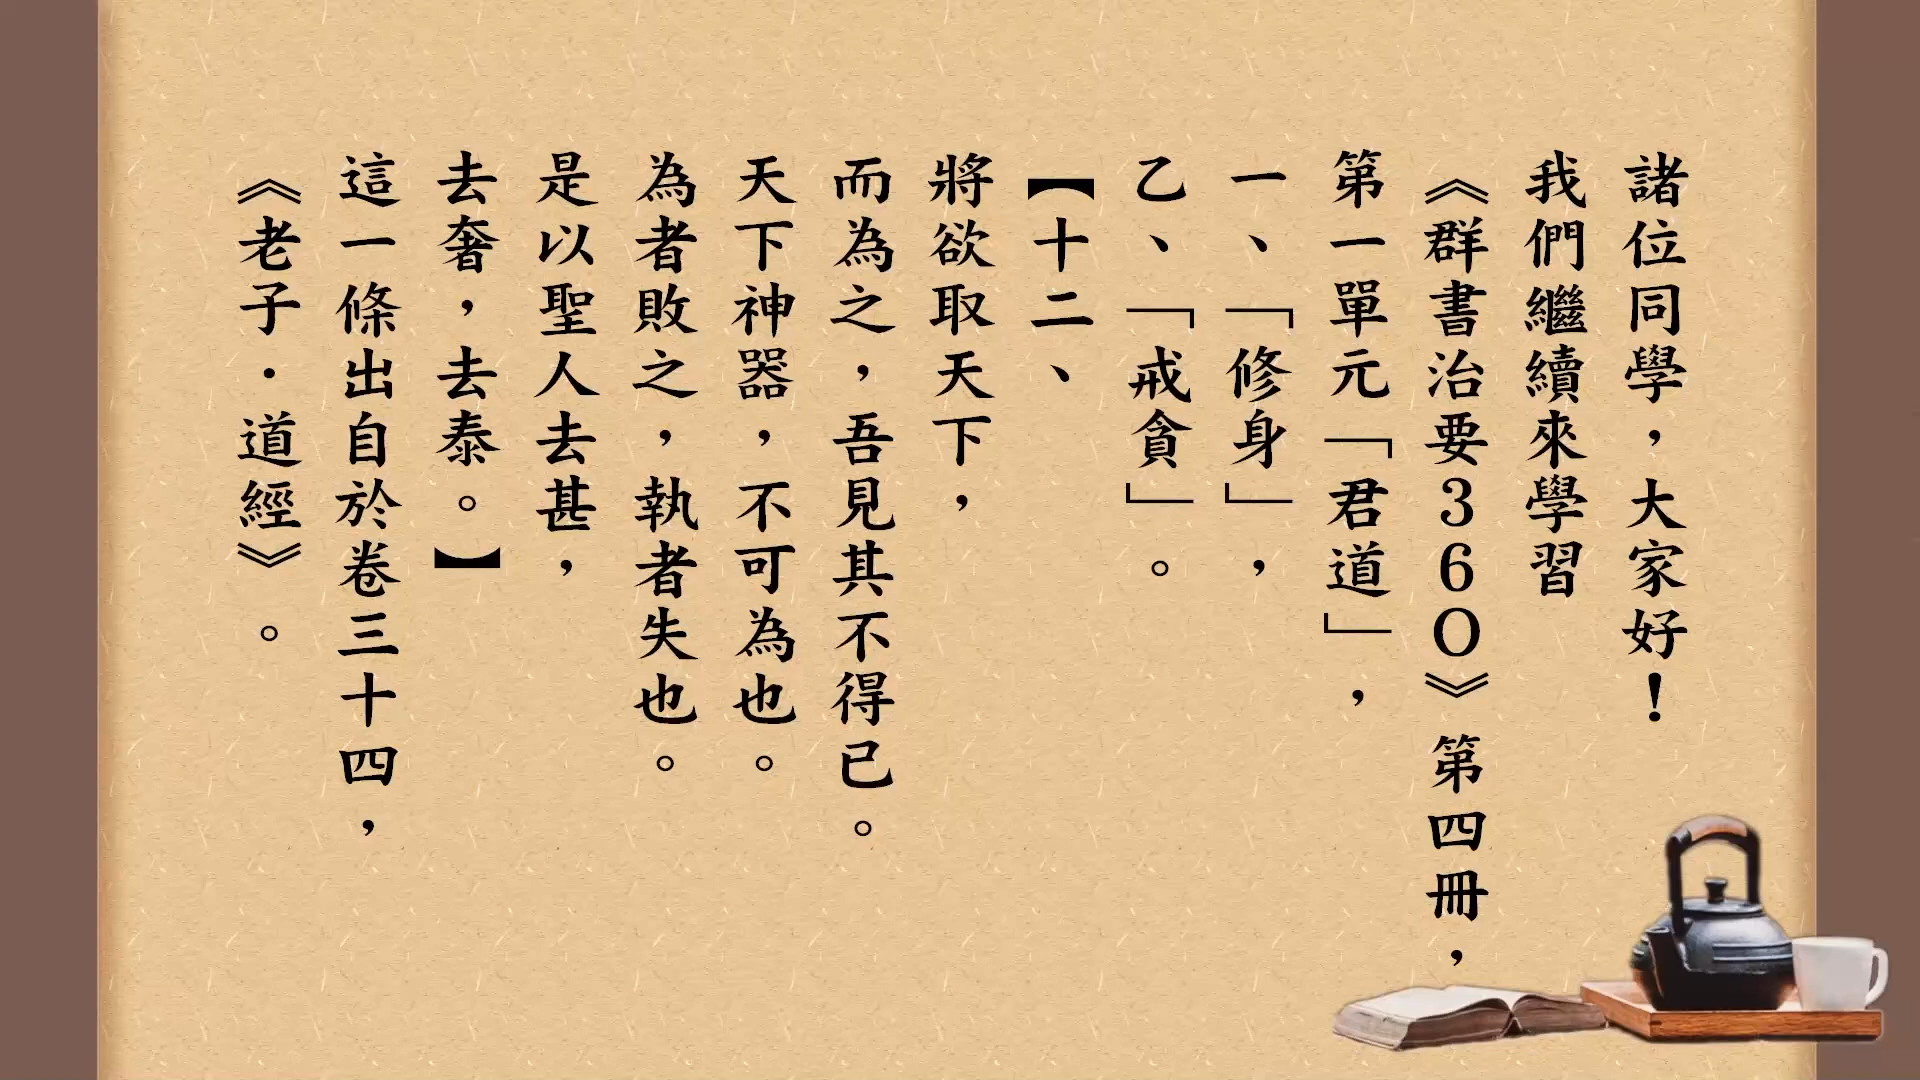 諸位同學，大家好！
我們繼續來學習
《群書治要360》第四冊，
第一單元「君道」，
一、「修身」，
乙、「戒貪」。
【十二、
將欲取天下，
而為之，吾見其不得已。
天下神器，不可為也。
為者敗之，執者失也。
是以聖人去甚，
去奢，去泰。】
這一條出自於卷三十四，
《老子．道經》。